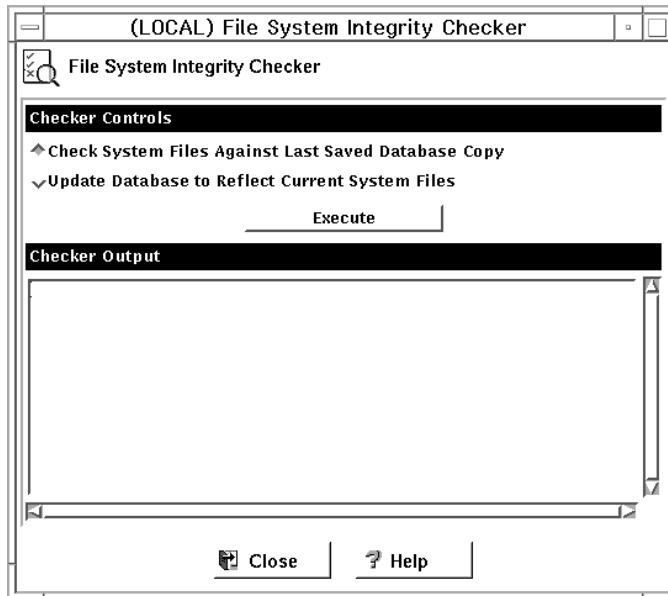 (LOCAL) File System Integrity Checker
File System Integrity Checker
Checker Controls
Check System Files Against Last Saved Database Copy
Update Database to Reflect Current System Files
Execute
Checker Output
Close
Help